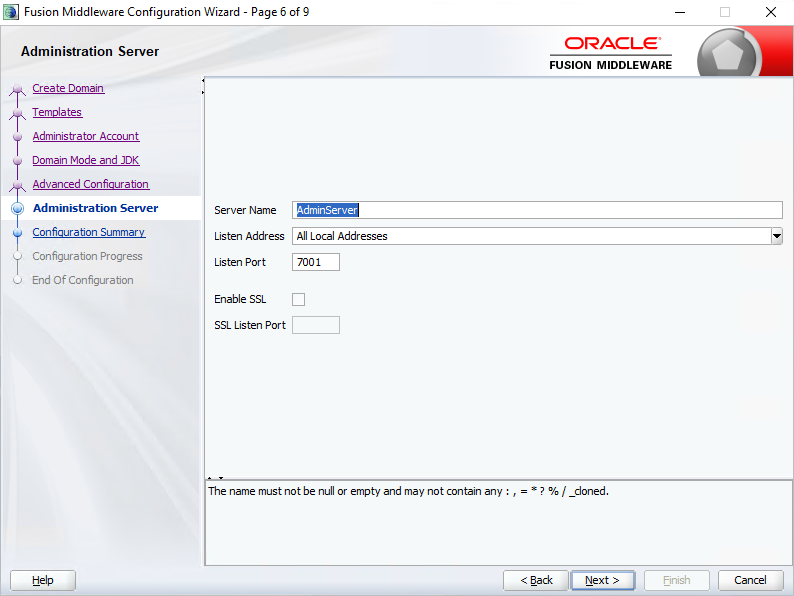 Fusion Middleware Configuration Wizard - Page 6 of 9
Administration Server
ORACLE
FUSION MIDDLEWARE
Create Domain
Templates
Administrator Account
Domain Mode and JDK
Advanced Configuration
Administration Server
Configuration Summary
Configuration Progress
End Of Configuration
Server Name AdminServer
Listen Address All Local Addresses
Listen Port 7001
Enable SSL
SSL Listen Port
The name must not be null or empty and may not contain any : , = * ? % / _cloned.
Help < Back Next > Finish Cancel